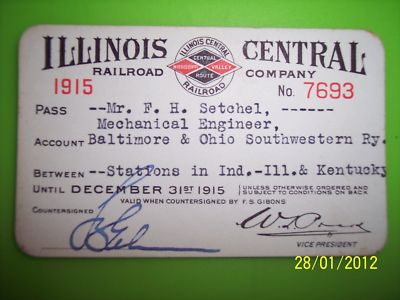 ILLINOIS CENTRAL
ILLINOIS CENTRAL RAILROAD
CENTRAL
MISSISSIPPI VALLEY
ROUTE
RAILROAD COMPANY
1915 No. 7693
PASS --Mr. F. H. Setchel, ------
Mechanical Engineer,
ACCOUNT Baltimore & Ohio Southwestern Ry.
BETWEEN --Stations in Ind.-Ill.& Kentucky
UNTIL DECEMBER 31ST 1915 UNLESS OTHERWISE ORDERED AND
SUBJECT TO CONDITIONS ON BACK
VALID WHEN COUNTERSIGNED BY F. S. GIBONS
COUNTERSIGNED
VICE PRESIDENT
28/01/2012